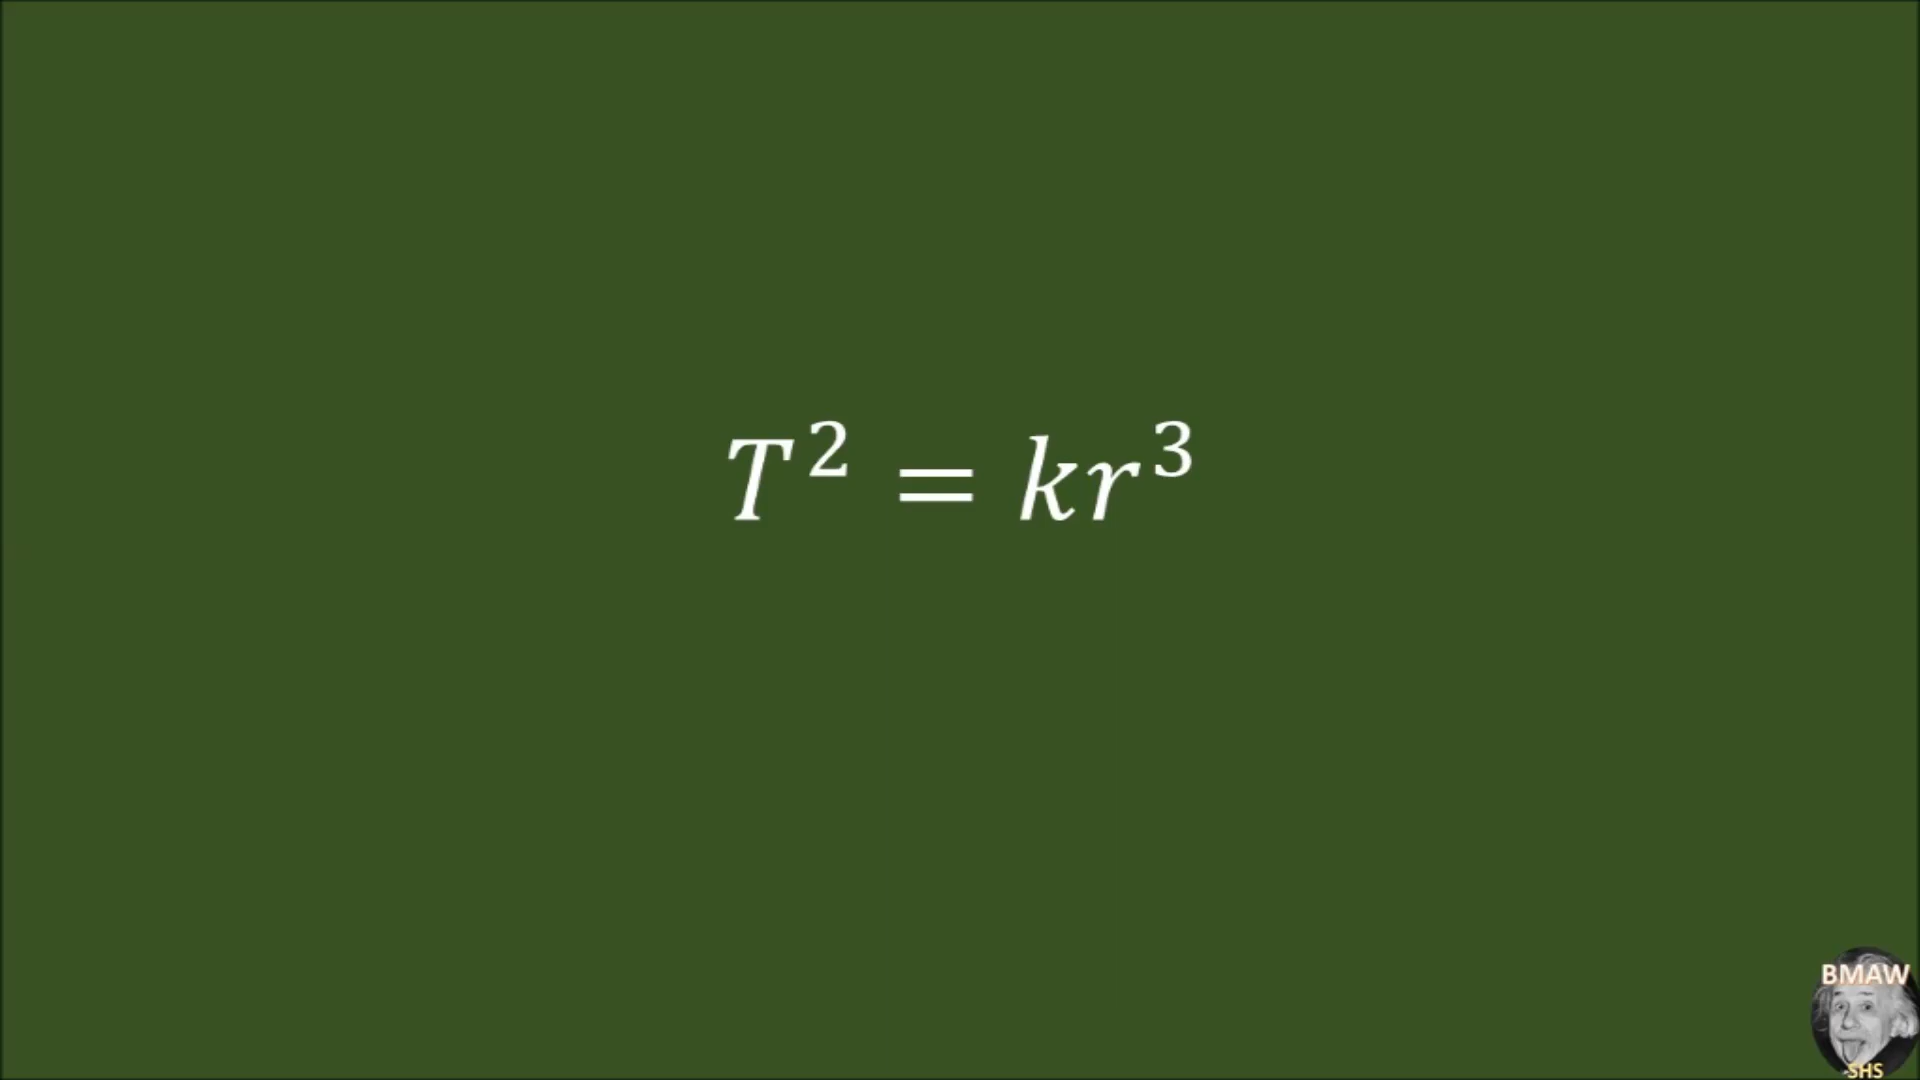 T² = kr³
BMAW
SHS